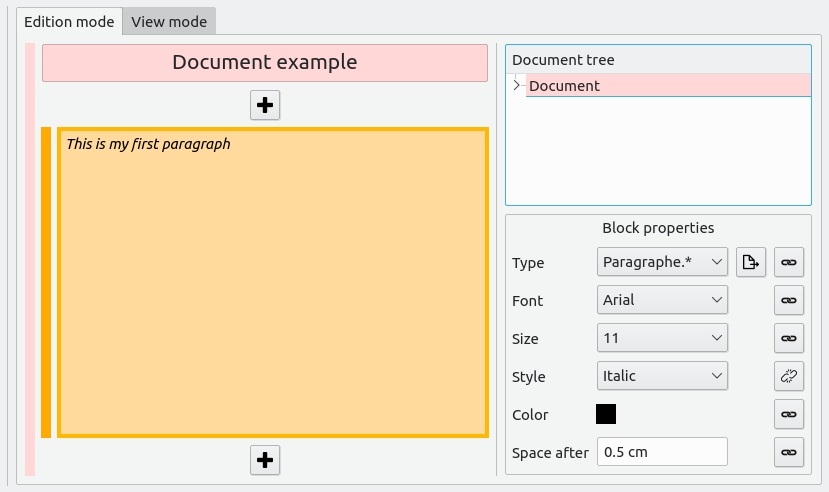 Edition mode
View mode
Document example
This is my first paragraph
Document tree
Document
Block properties
Type
Paragraphe.*
Font
Arial
Size
11
Style
Italic
Color
Space after
0.5 cm